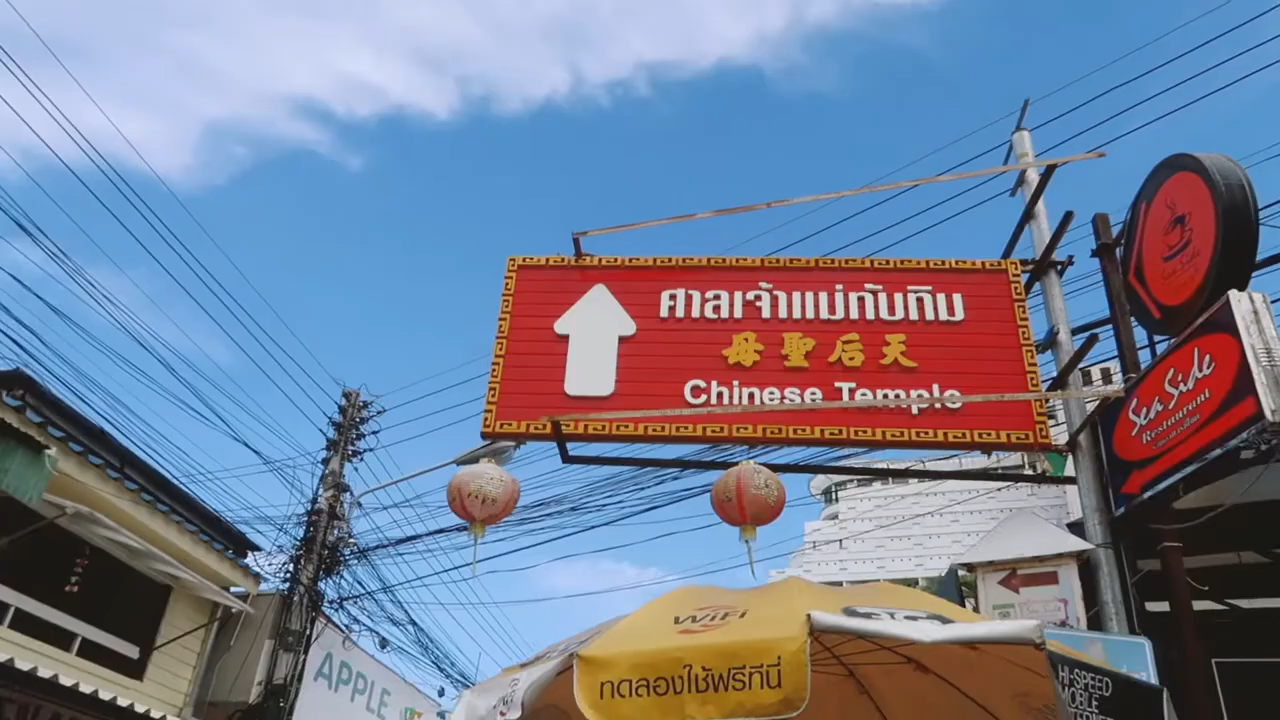 ศาลเจ้าแม่ทับทิม
母聖后天
Chinese Temple
Sea Side
Restaurant
WiFi
3G
ทดลองใช้ฟรีที่นี่
APPLE
HI-SPEED
MOBILE